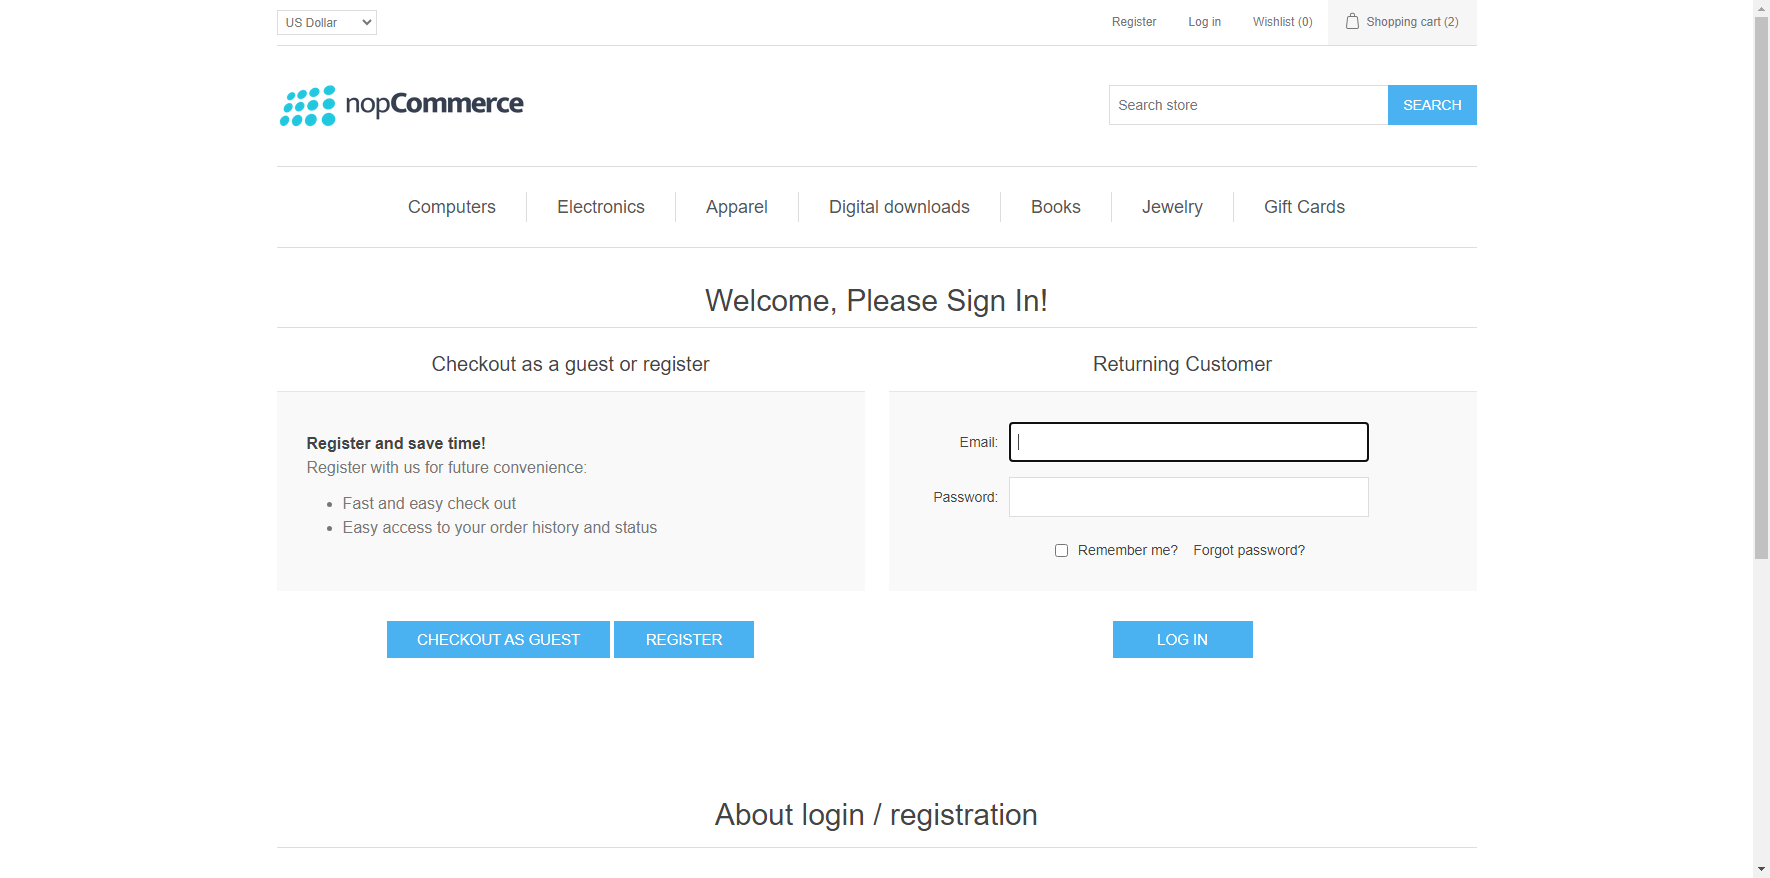 US Dollar
Register
Log in
Wishlist (0)
Shopping cart (2)
nopCommerce
Search store
SEARCH
Computers
Electronics
Apparel
Digital downloads
Books
Jewelry
Gift Cards
Welcome, Please Sign In!
Checkout as a guest or register
Register and save time!
Register with us for future convenience:
Fast and easy check out
Easy access to your order history and status
CHECKOUT AS GUEST
REGISTER
Returning Customer
Email:
Password:
Remember me?
Forgot password?
LOG IN
About login / registration